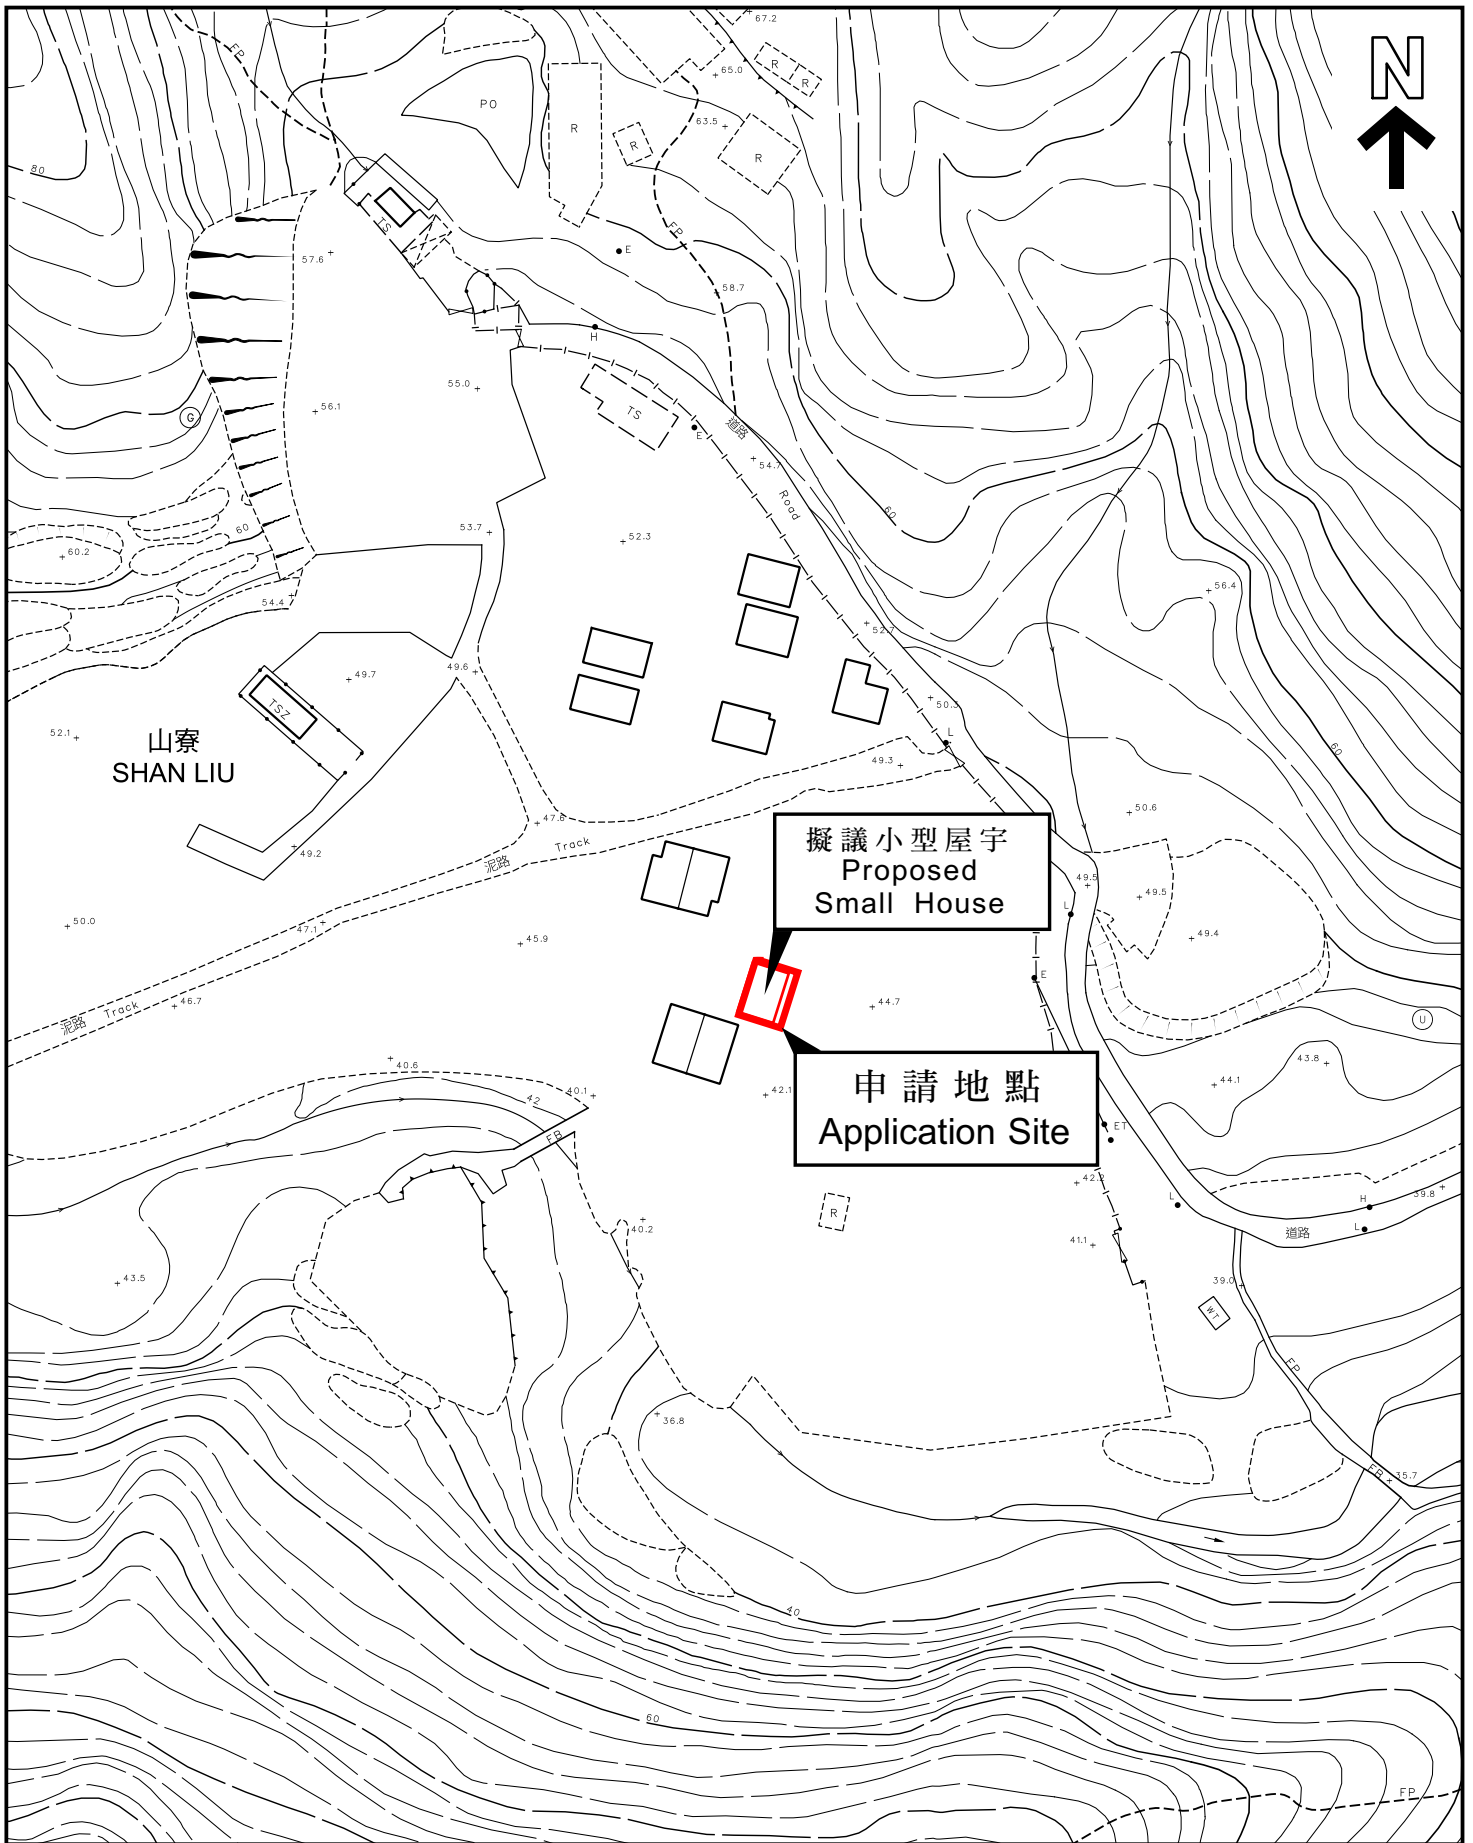 67.2
N
FP
65.0
R
R
PO
63.5
R
R
R
80
TS
FP
E
57.6
58.7
H
55.0
56.1
G
TS
E
道路
54.7
Road
60
53.7
52.3
60
60.2
54.4
56.4
52.7
49.6
49.7
TSZ
50.3
52.1
山寮
SHAN LIU
L
60
49.3
50.6
47.6
擬議小型屋宇
Proposed
Small House
泥路
Track
49.2
49.5
49.5
L
50.0
47.1
45.9
49.4
E
泥路
Track
46.7
44.7
U
40.6
43.8
40.1
42
42.1
申請地點
Application Site
44.1
FB
ET
42.2
L
H
39.8
R
40.2
L
道路
41.1
43.5
39.0
WT
FP
36.8
FB
35.7
40
60
FP